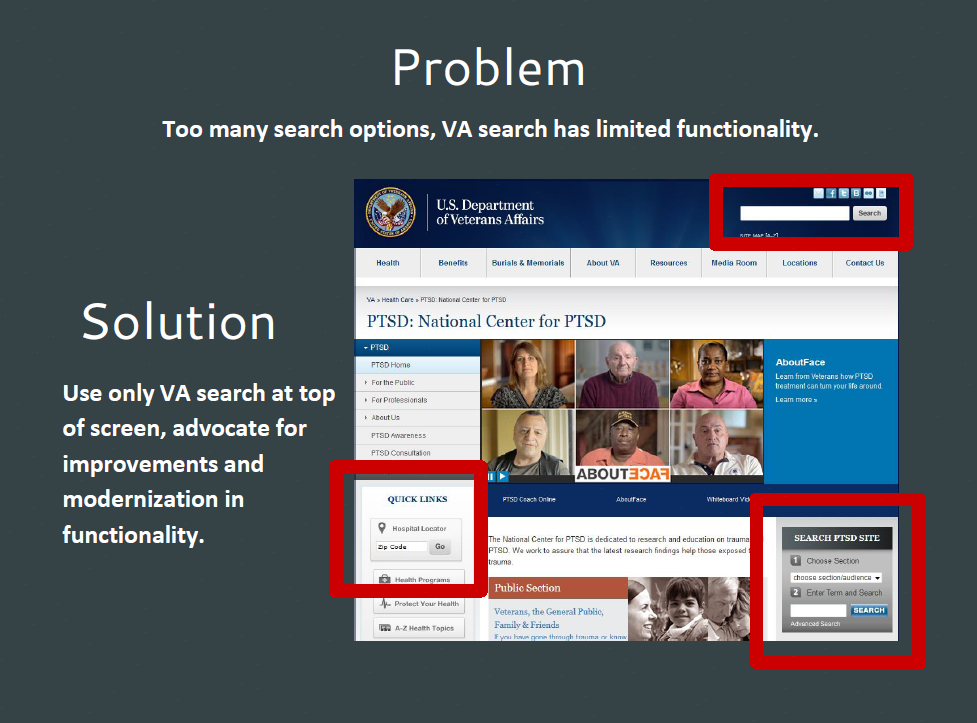 Problem
Too many search options, VA search has limited functionality.
U.S. Department
of Veterans Affairs
Search
SITE MAP [A-Z]
Health
Benefits
Burials & Memorials
About VA
Resources
Media Room
Locations
Contact Us
VA » Health Care » PTSD: National Center for PTSD
PTSD: National Center for PTSD
Solution
Use only VA search at top
of screen, advocate for
improvements and
modernization in
functionality.
PTSD
PTSD Home
For the Public
For Professionals
About Us
PTSD Awareness
PTSD Consultation
ABOUTFACE
AboutFace
Learn from Veterans how PTSD
treatment can turn your life around.
Learn more »
PTSD Coach Online
AboutFace
Whiteboard Vide
QUICK LINKS
Hospital Locator
Zip Code
Go
Health Programs
Protect Your Health
A-Z Health Topics
The National Center for PTSD is dedicated to research and education on trauma
PTSD. We work to assure that the latest research findings help those exposed t
trauma.
Public Section
Veterans, the General Public,
Family & Friends
If you have gone through trauma or know
SEARCH PTSD SITE
1 Choose Section
choose section/audience
2 Enter Term and Search
SEARCH
Advanced Search